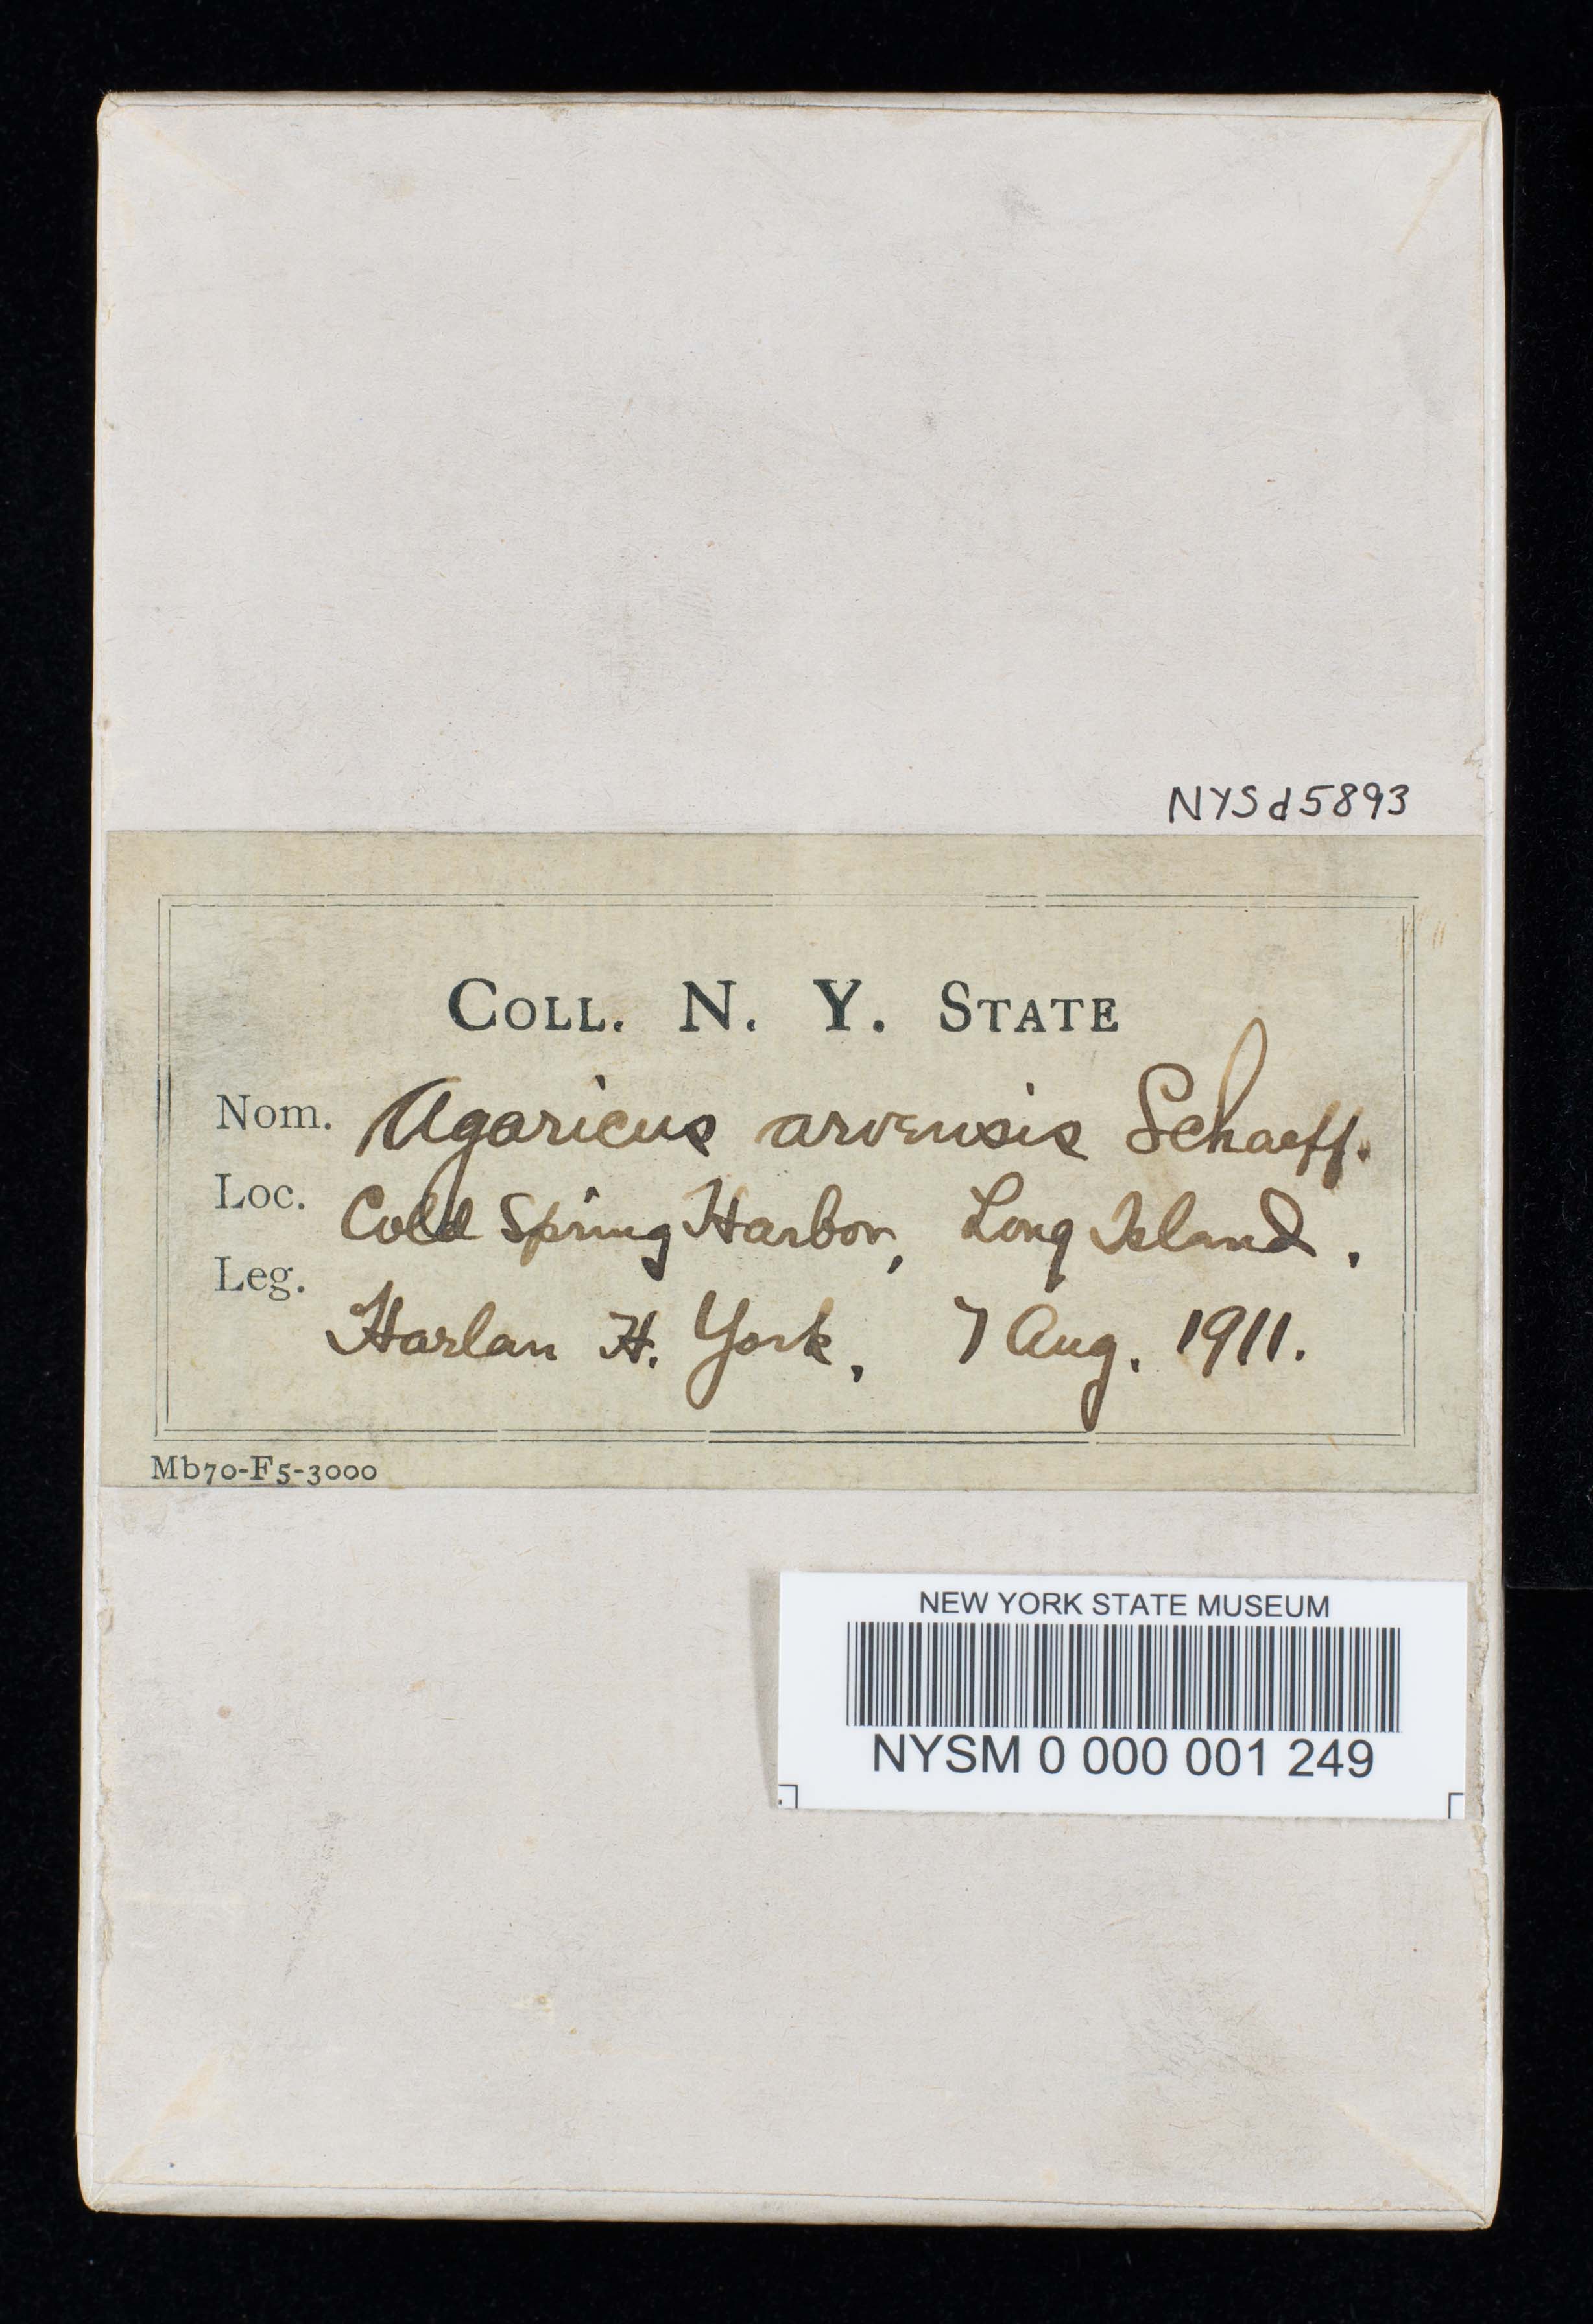 NYSd5893
COLL. N. Y. STATE
Nom. Agaricus arvensis Schaeff.
Loc. Cold Spring Harbor, Long Island,
Leg. Harlan H. York, 7 Aug. 1911.
Mb70-F5-3000
NEW YORK STATE MUSEUM
NYSM 0 000 001 249